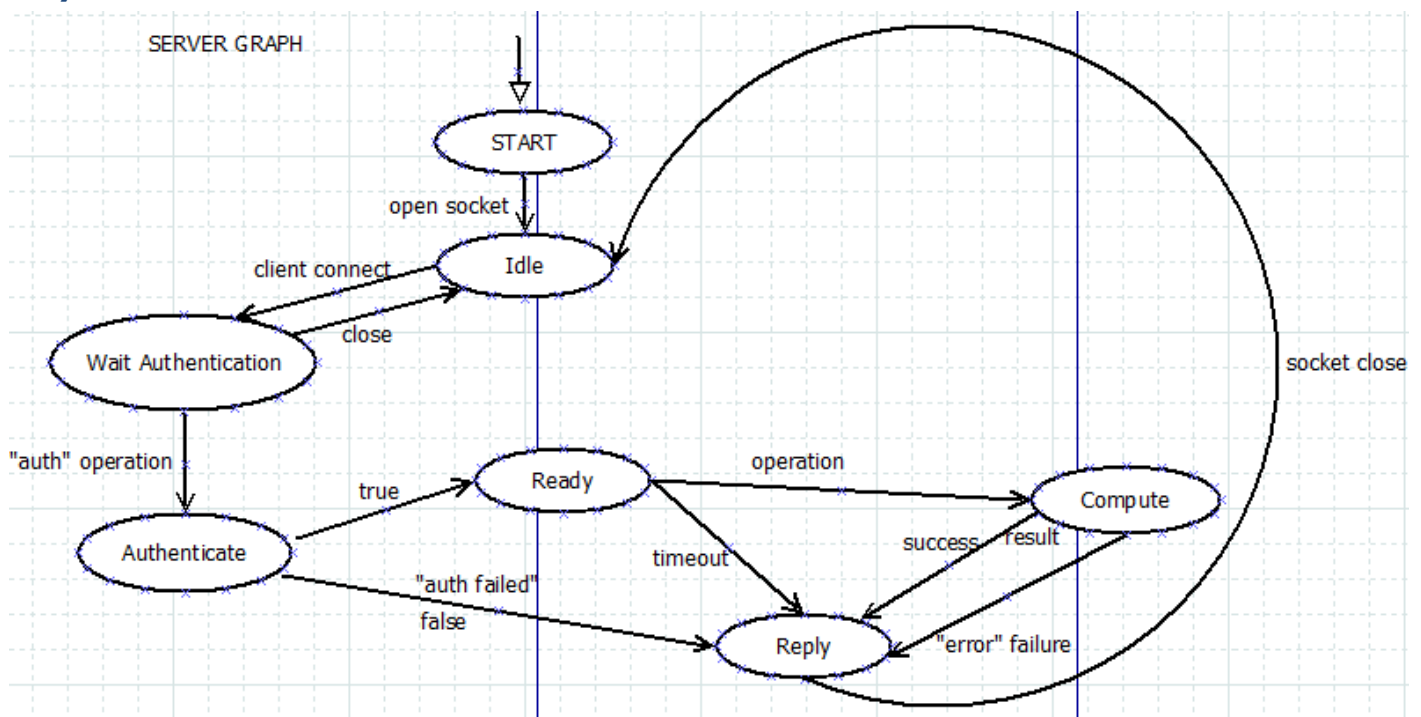 SERVER GRAPH
START
open socket
Idle
client connect
close
Wait Authentication
socket close
"auth" operation
true
Ready
operation
Compute
Authenticate
timeout
success
result
"auth failed"
false
Reply
"error" failure